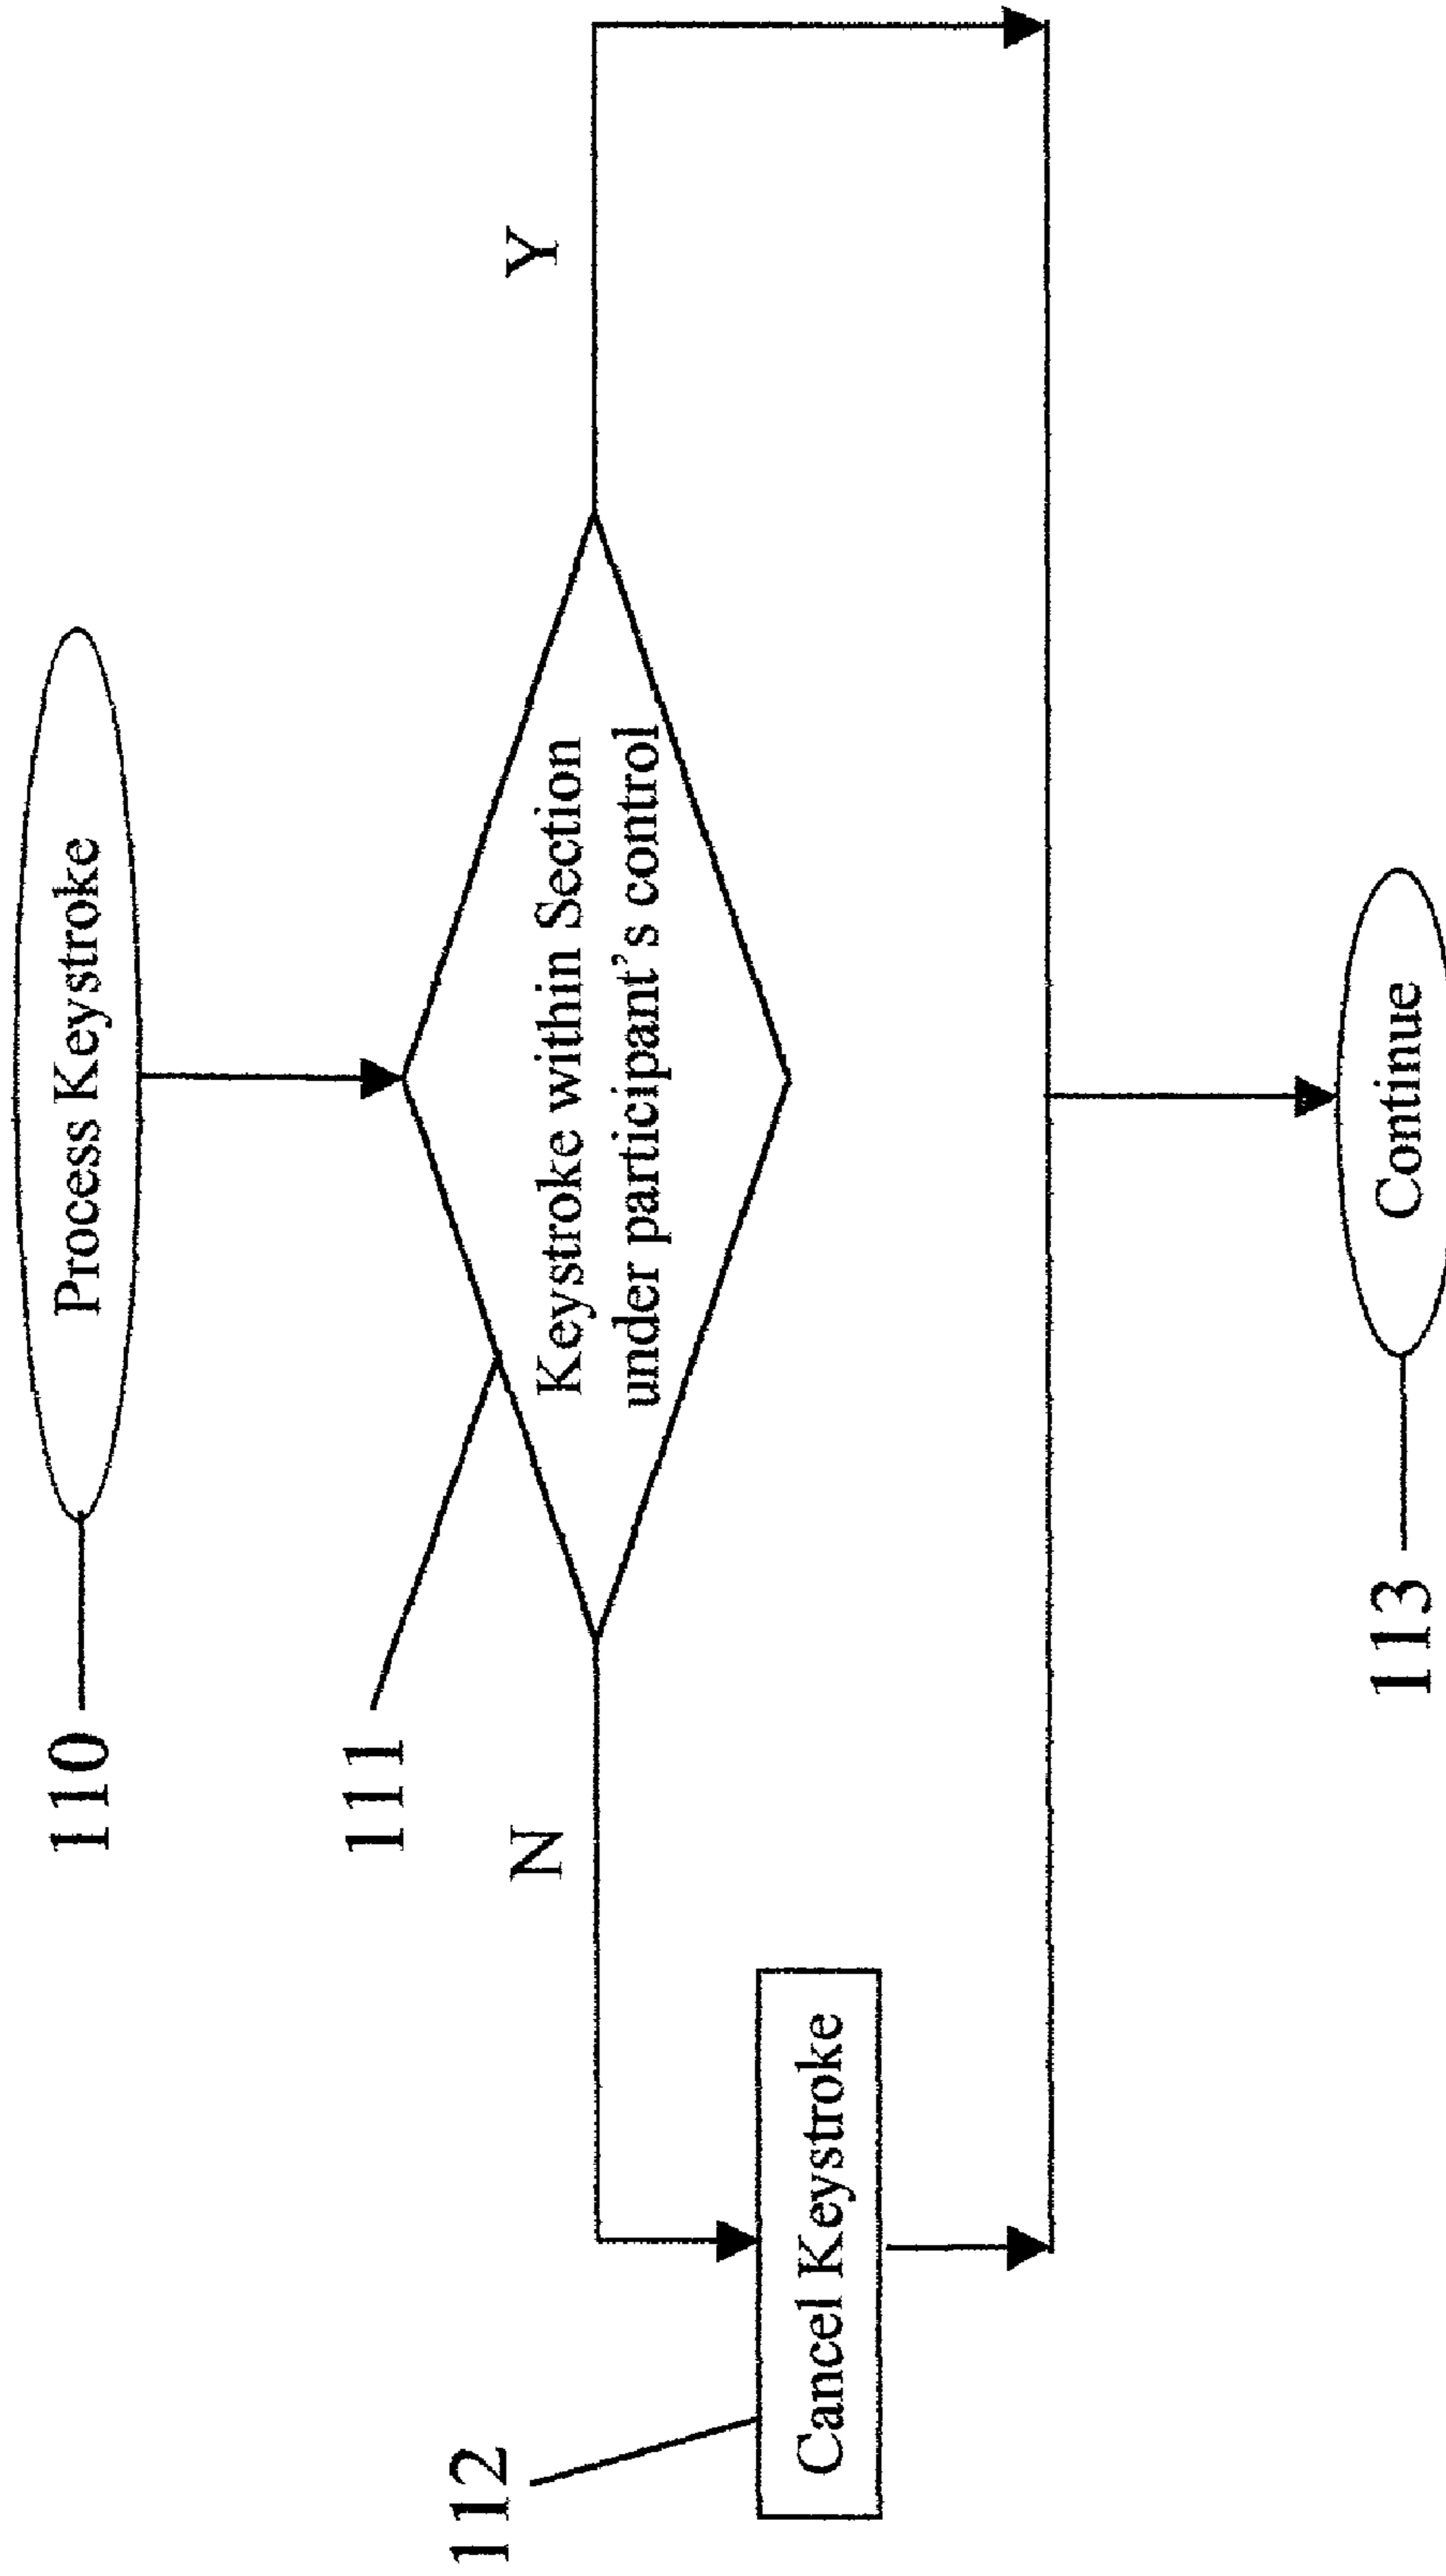 110
Process Keystroke
111
Keystroke within Section
under participant's control
N
Y
112
Cancel Keystroke
113
Continue